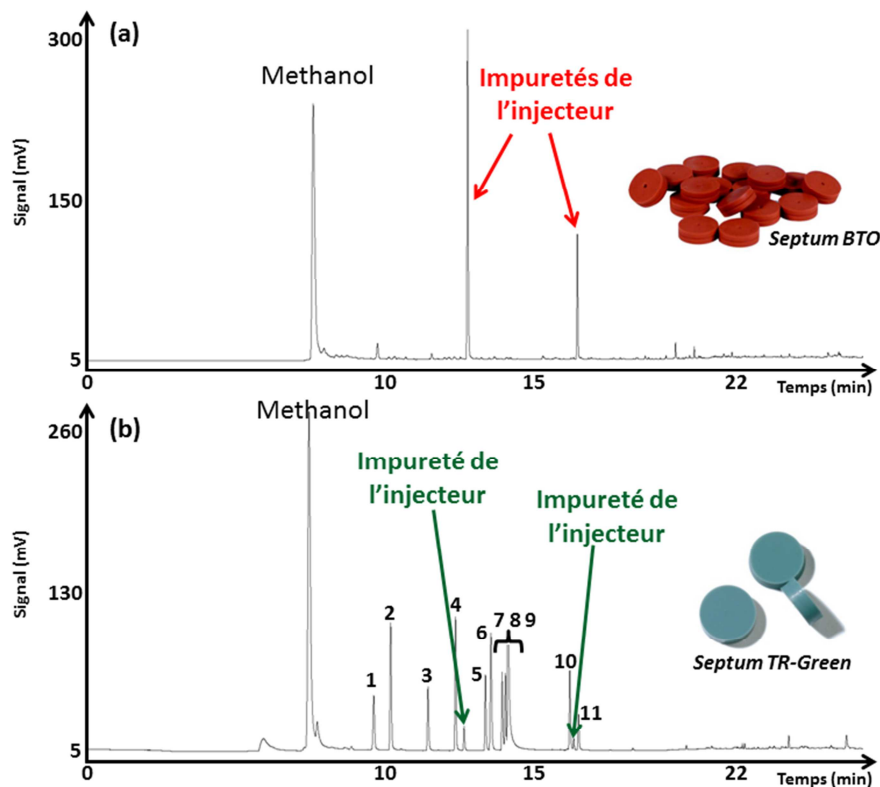 (a)
300
Methanol
Impuretés de
l'injecteur
150
Signal (mV)
Septum BTO
5
0
10
15
22
Temps (min)
Methanol
(b)
260
Impureté de
l'injecteur
Impureté de
l'injecteur
130
Signal (mV)
1
2
3
4
5
6
7 8 9
10
11
Septum TR-Green
5
0
10
15
22
Temps (min)